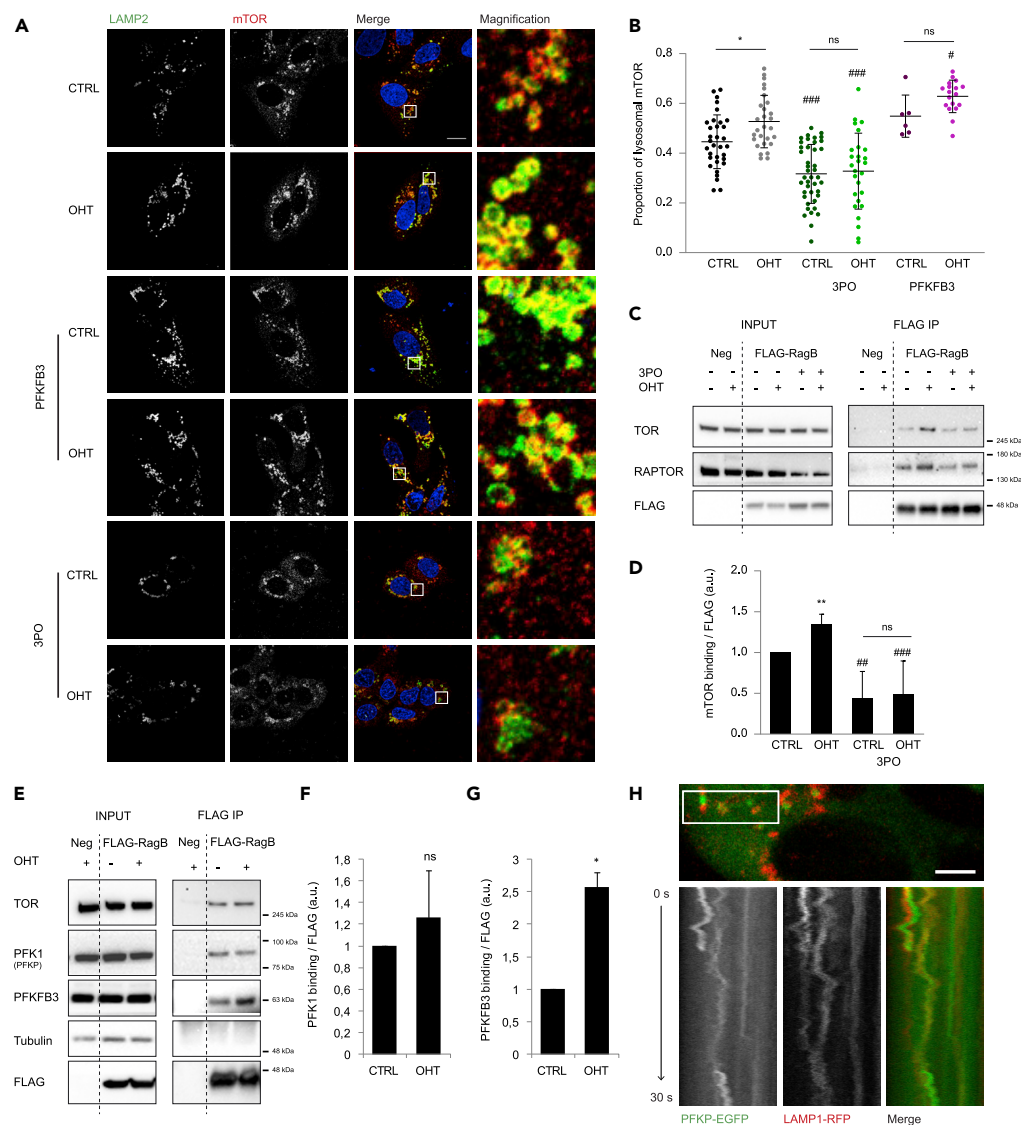 A
LAMP2 mTOR Merge Magnification
CTRL
OHT
PFKFB3
CTRL
OHT
3PO
CTRL
OHT
B
Proportion of lysosomal mTOR
0.8
0.6
0.4
0.2
0.0
* ns ns
### ### #
CTRL OHT CTRL OHT CTRL OHT
3PO PFKFB3
C
INPUT FLAG IP
Neg FLAG-RagB Neg FLAG-RagB
3PO - - - - + + - - - - + +
OHT - + - + - + - + - + - +
TOR
245 kDa
180 kDa
RAPTOR
130 kDa
FLAG
48 kDa
D
mTOR binding / FLAG (a.u.)
2.0
1.5
1.0
0.5
0.0
** ns
## ###
CTRL OHT CTRL OHT
3PO
E
INPUT FLAG IP
Neg FLAG-RagB Neg FLAG-RagB
OHT + - + + - +
TOR
245 kDa
100 kDa
PFK1
(PFKP)
75 kDa
PFKFB3
63 kDa
Tubulin
48 kDa
48 kDa
FLAG
F
PFK1 binding / FLAG (a.u.)
1,8
1,6
1,4
1,2
1
0,8
0,6
0,4
0,2
0
ns
CTRL OHT
G
PFKFB3 binding / FLAG (a.u.)
3
2,5
2
1,5
1
0,5
0
*
CTRL OHT
H
0 s
30 s
PFKP-EGFP LAMP1-RFP Merge